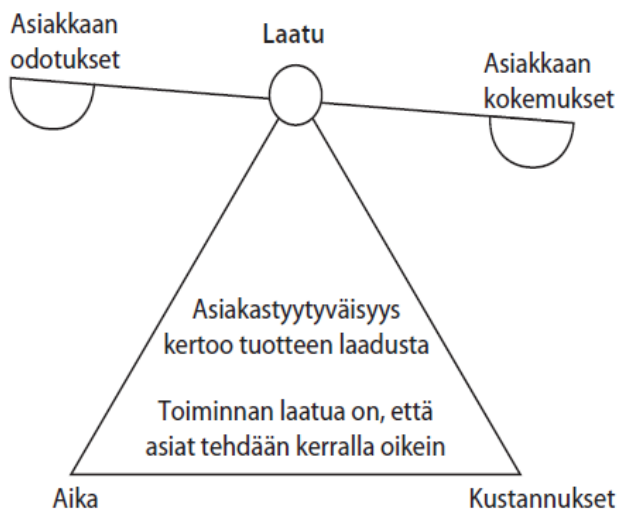 Asiakkaan
odotukset
Laatu
Asiakkaan
kokemukset
Asiakastyytyväisyys
kertoo tuotteen laadusta
Toiminnan laatua on, että
asiat tehdään kerralla oikein
Aika
Kustannukset